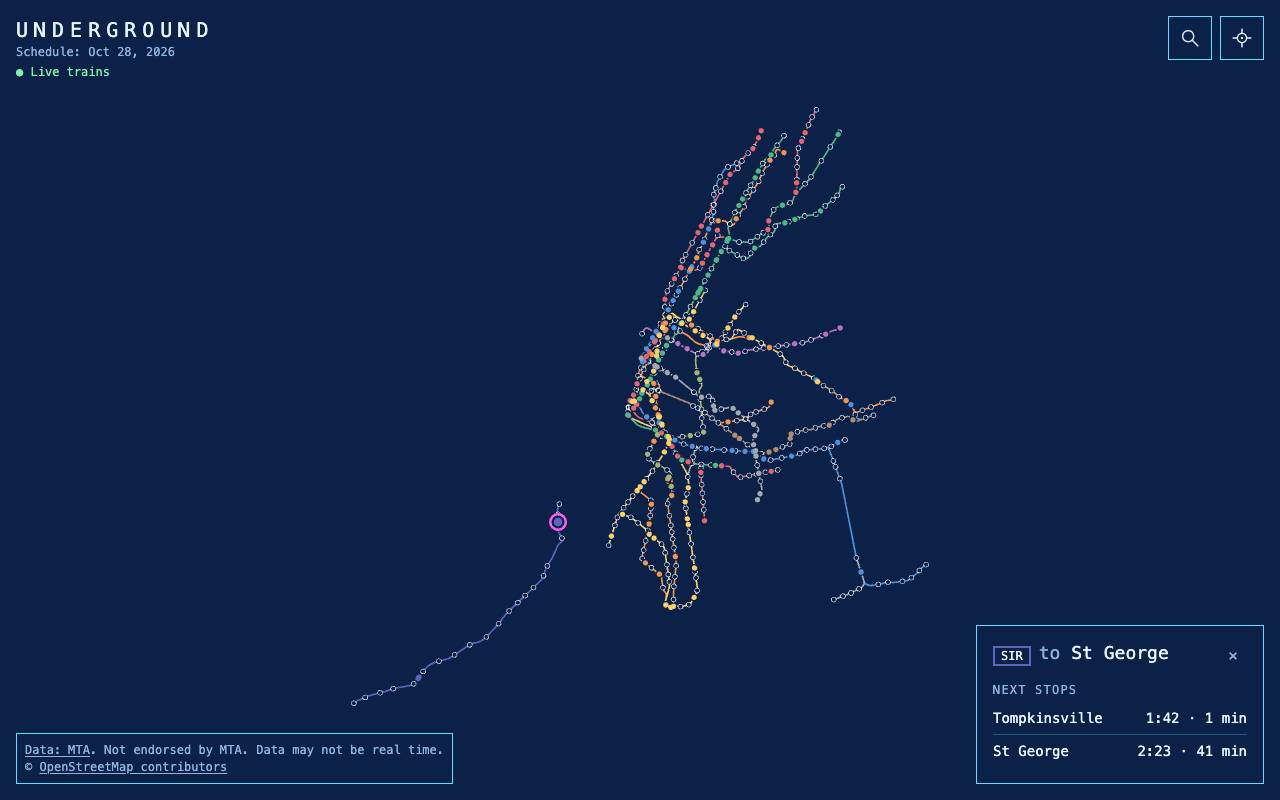 UNDERGROUND
Schedule: Oct 28, 2026
Live trains
SIR to St George ×
NEXT STOPS
Tompkinsville 1:42 · 1 min
St George 2:23 · 41 min
Data: MTA. Not endorsed by MTA. Data may not be real time.
© OpenStreetMap contributors